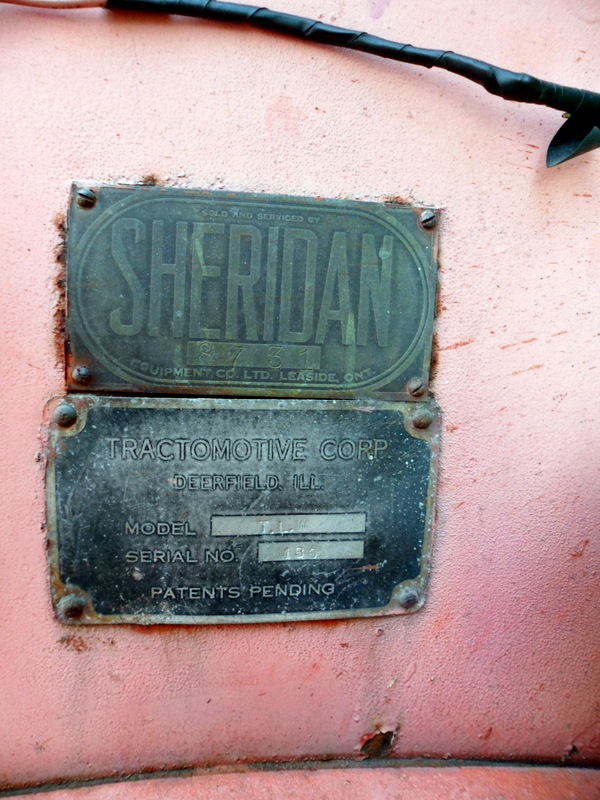 SOLD AND SERVICED BY
SHERIDAN
8731
EQUIPMENT CO. LTD. LEASIDE, ONT.
TRACTOMOTIVE CORP
DEERFIELD, ILL.
MODEL
SERIAL NO.
PATENTS PENDING